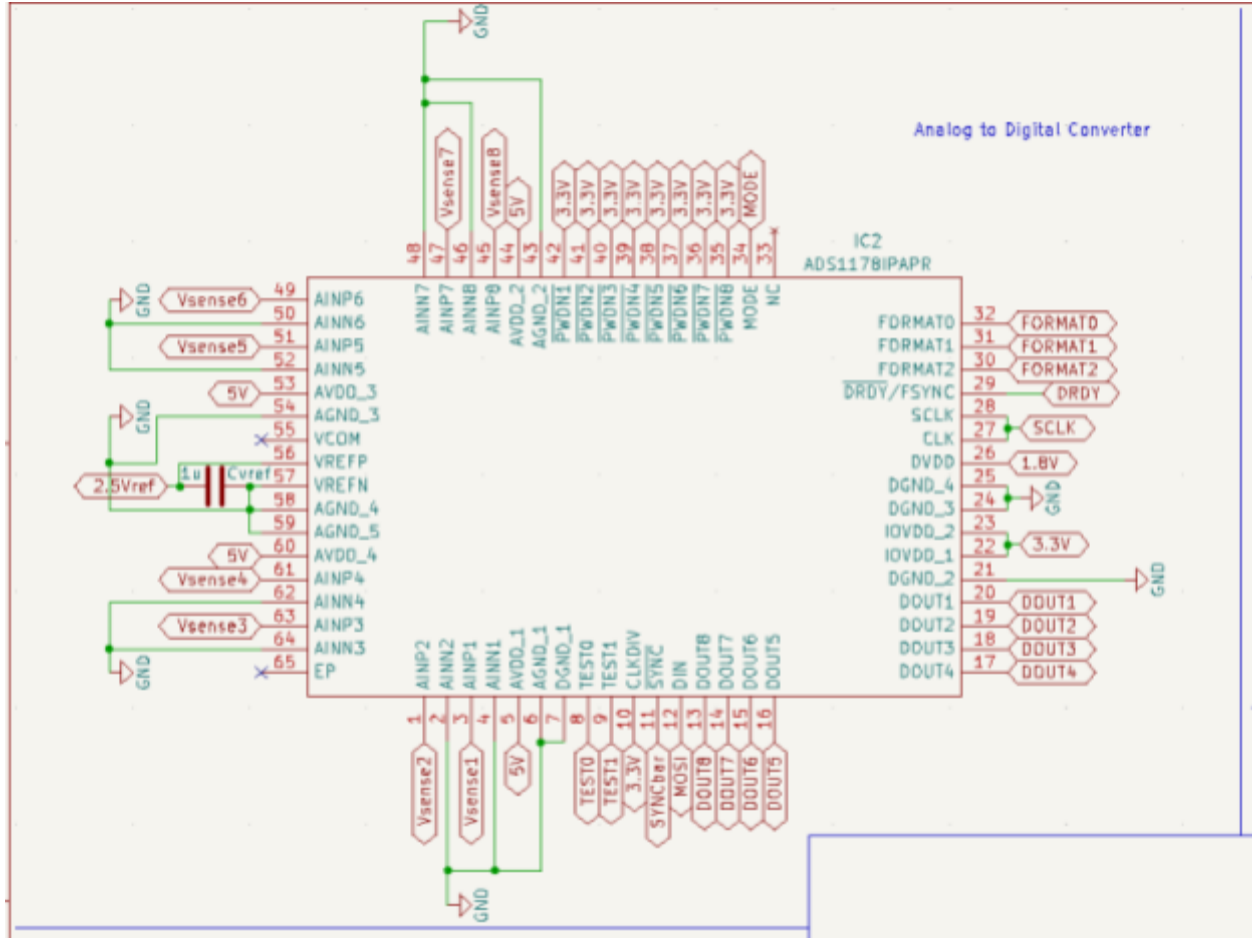 GND
Analog to Digital Converter
Vsense7
Vsense8
5V
3.3V
3.3V
3.3V
3.3V
3.3V
3.3V
3.3V
3.3V
MODE
48
47
46
45
44
43
42
41
40
39
38
37
36
35
34
33
IC2
ADS1178IPAPR
AINN7
AINP7
AINN8
AINP8
AVDD_2
AGND_2
PWDN1
PWDN2
PWDN3
PWDN4
PWDN5
PWDN6
PWDN7
PWDN8
MODE
NC
GND
Vsense6 49 AINP6
50 AINN6
Vsense5 51 AINP5
52 AINN5
5V 53 AVDD_3
GND 54 AGND_3
55 VCOM
56 VREFP
1u Cvref
2.5Vref 57 VREFN
58 AGND_4
59 AGND_5
5V 60 AVDD_4
Vsense4 61 AINP4
62 AINN4
Vsense3 63 AINP3
64 AINN3
GND 65 EP
FORMAT0 32 FORMAT0
FORMAT1 31 FORMAT1
FORMAT2 30 FORMAT2
DRDY/FSYNC 29 DRDY
SCLK 28
SCLK
CLK 27
DVDD 26 1.8V
DGND_4 25
GND
DGND_3 24
IOVDD_2 23
3.3V
IOVDD_1 22
DGND_2 21 GND
DOUT1 20 DOUT1
DOUT2 19 DOUT2
DOUT3 18 DOUT3
DOUT4 17 DOUT4
AINP2
AINN2
AINP1
AINN1
AVDD_1
AGND_1
DGND_1
TEST0
TEST1
CLKDIV
SYNC
DIN
DOUT8
DOUT7
DOUT6
DOUT5
1
2
3
4
5
6
7
8
9
10
11
12
13
14
15
16
Vsense2
Vsense1
5V
TEST0
TEST1
3.3V
SYNCbar
MOSI
DOUT8
DOUT7
DOUT6
DOUT5
GND